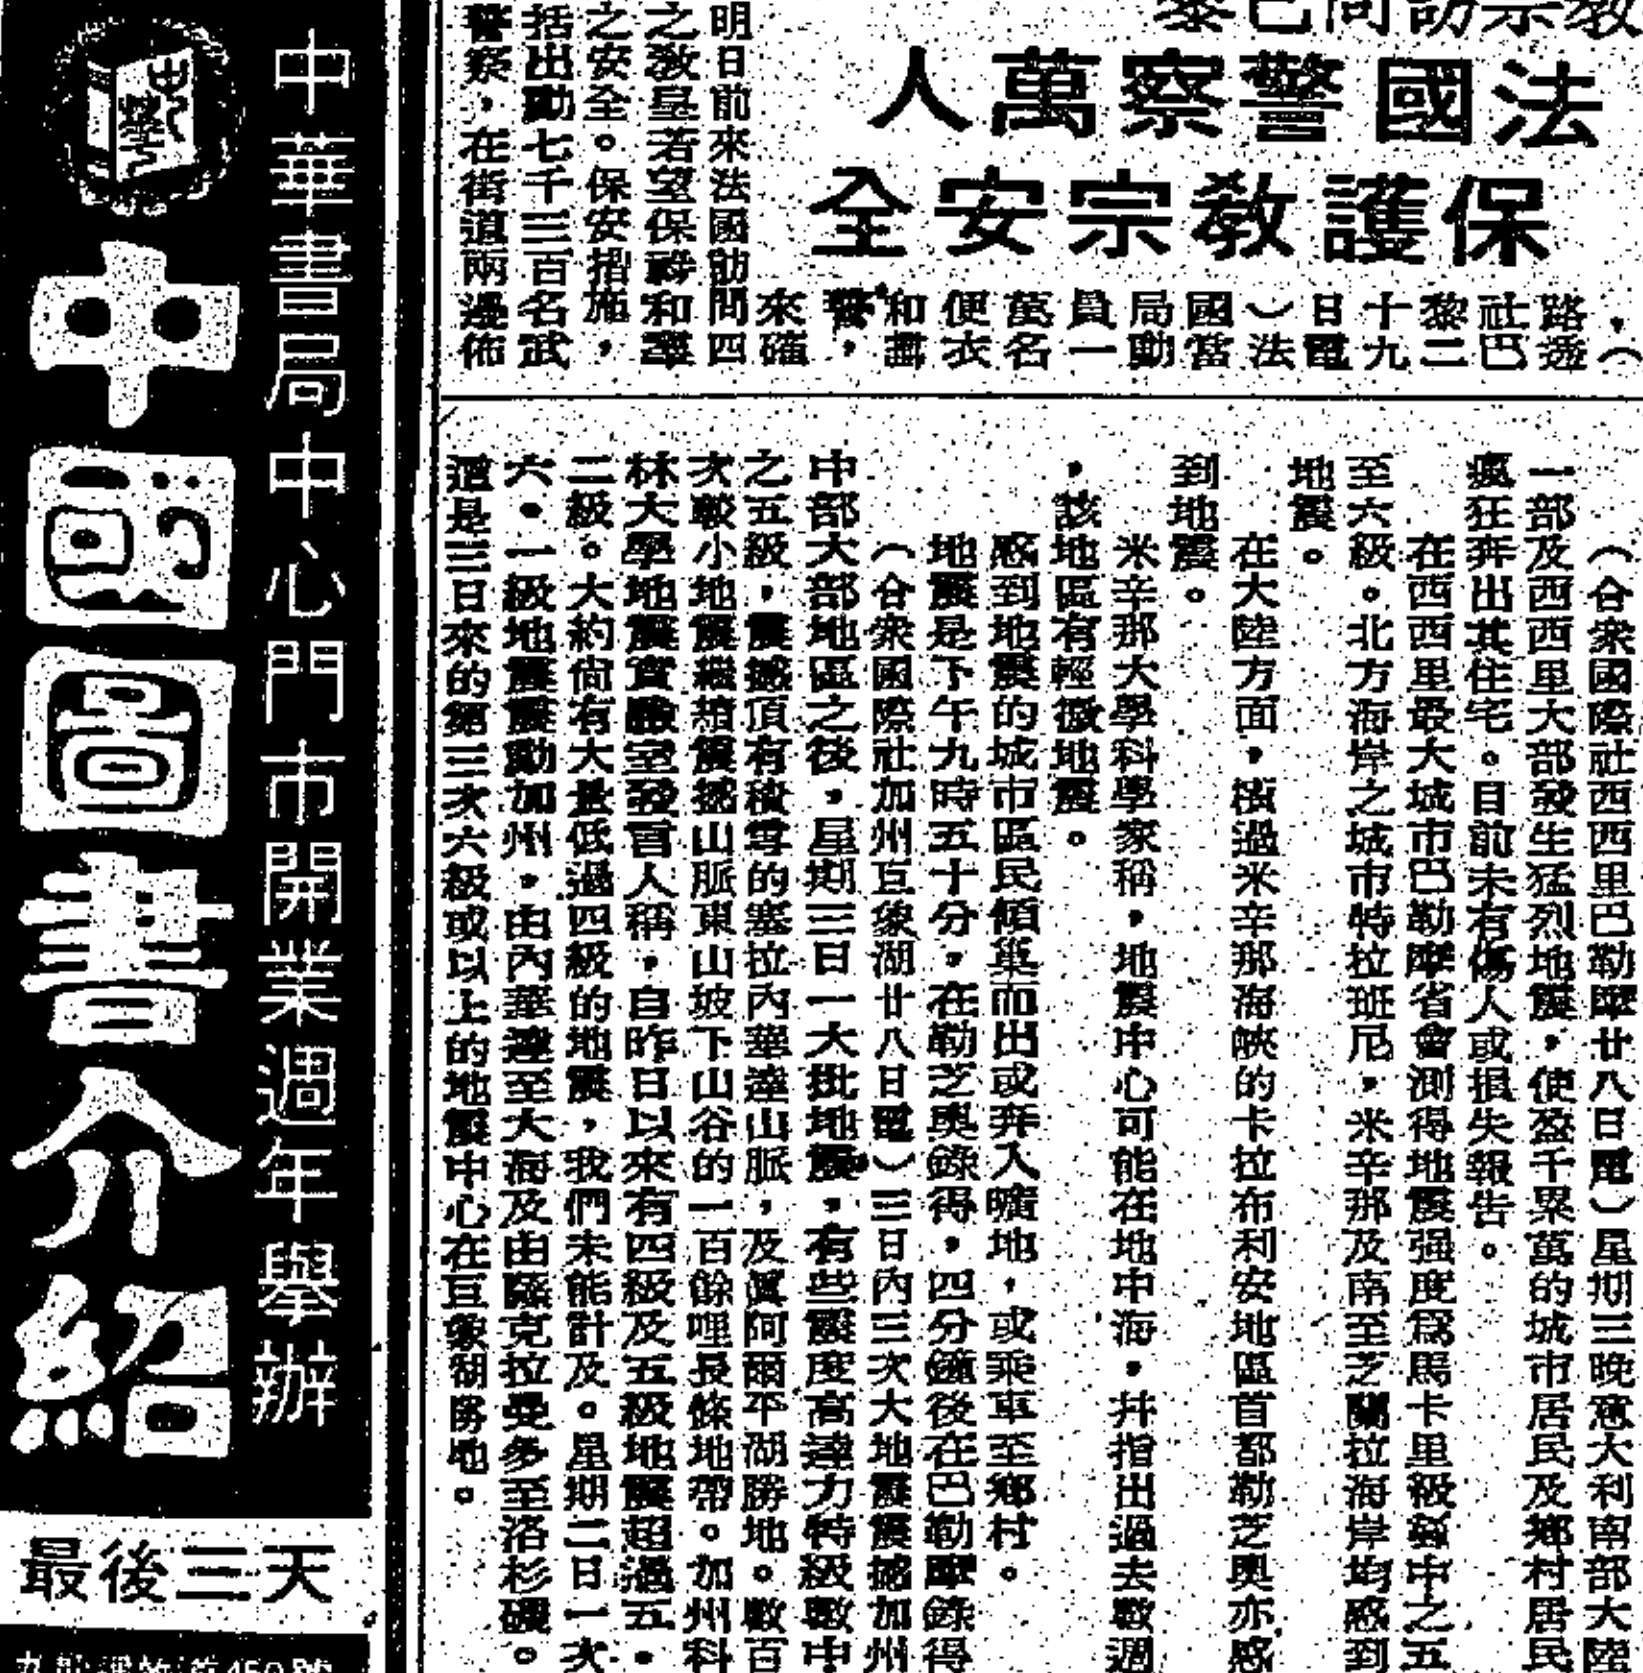 教宗訪問巴黎
法國警察萬人
保護教宗安全
，（
路透
社巴
黎二
十九
日電
）法
國當
局動
員一
萬名
便衣
和
警，
來確
明日前來法國訪問四
之教皇若望保祿和
之安全。保安措施，
括出動七千三百名武
警察，在街道兩邊佈
（合衆國際社西西里巴勒摩廿八日電）星期三晚意大利南部大陸
一部及西西里大部發生猛烈地震，使盈千累萬的城市居民及鄉村居民
瘋狂奔出其住宅。目前未有傷人或損失報告。
在西西里最大城市巴勒摩省會測得地震强度爲馬卡里級發中之五
至六級。北方海岸之城市特拉班尼，米辛那及南至芝蘭拉海岸均感到
地震。
在大陸方面，橫過米辛那海峽的卡拉布利安地區首都勒芝奧亦感
到地震。
米辛那大學科學家稱，地震中心可能在地中海，幷指出過去數週
，該地區有輕微地震。
感到地震的城市區民傾巢而出或奔入曠地，或乘車至鄉村。
地震是下午九時五十分，在勒芝奧錄得，四分鐘後在巴勒摩錄得
（合衆國際社加州巨象湖廿八日電）三日內三次大地震震撼加州
中部大部地區之後，星期三日一大批地震，有些震度高達力特級數中
之五級，震撼頂有積雪的塞拉內華達山脈，及眞阿爾平湖勝地。數百
次較小地震繼續震撼山脈東山坡下山谷的一百餘哩長條地帶。加州科
林大學地震實驗室發言人稱，自昨日以來有四級及五級地震超過五．
二級。大約尙有大量低過四級的地震，我們未能計及。星期二日一次
六．一級地震震動加州，由內華達至大海及由薩克拉曼多至洛杉磯。
這是三日來的第三次六級或以上的地震中心在巨象湖勝地。
中華書局中心門市開業週年舉辦
中國圖書介紹
最後三天